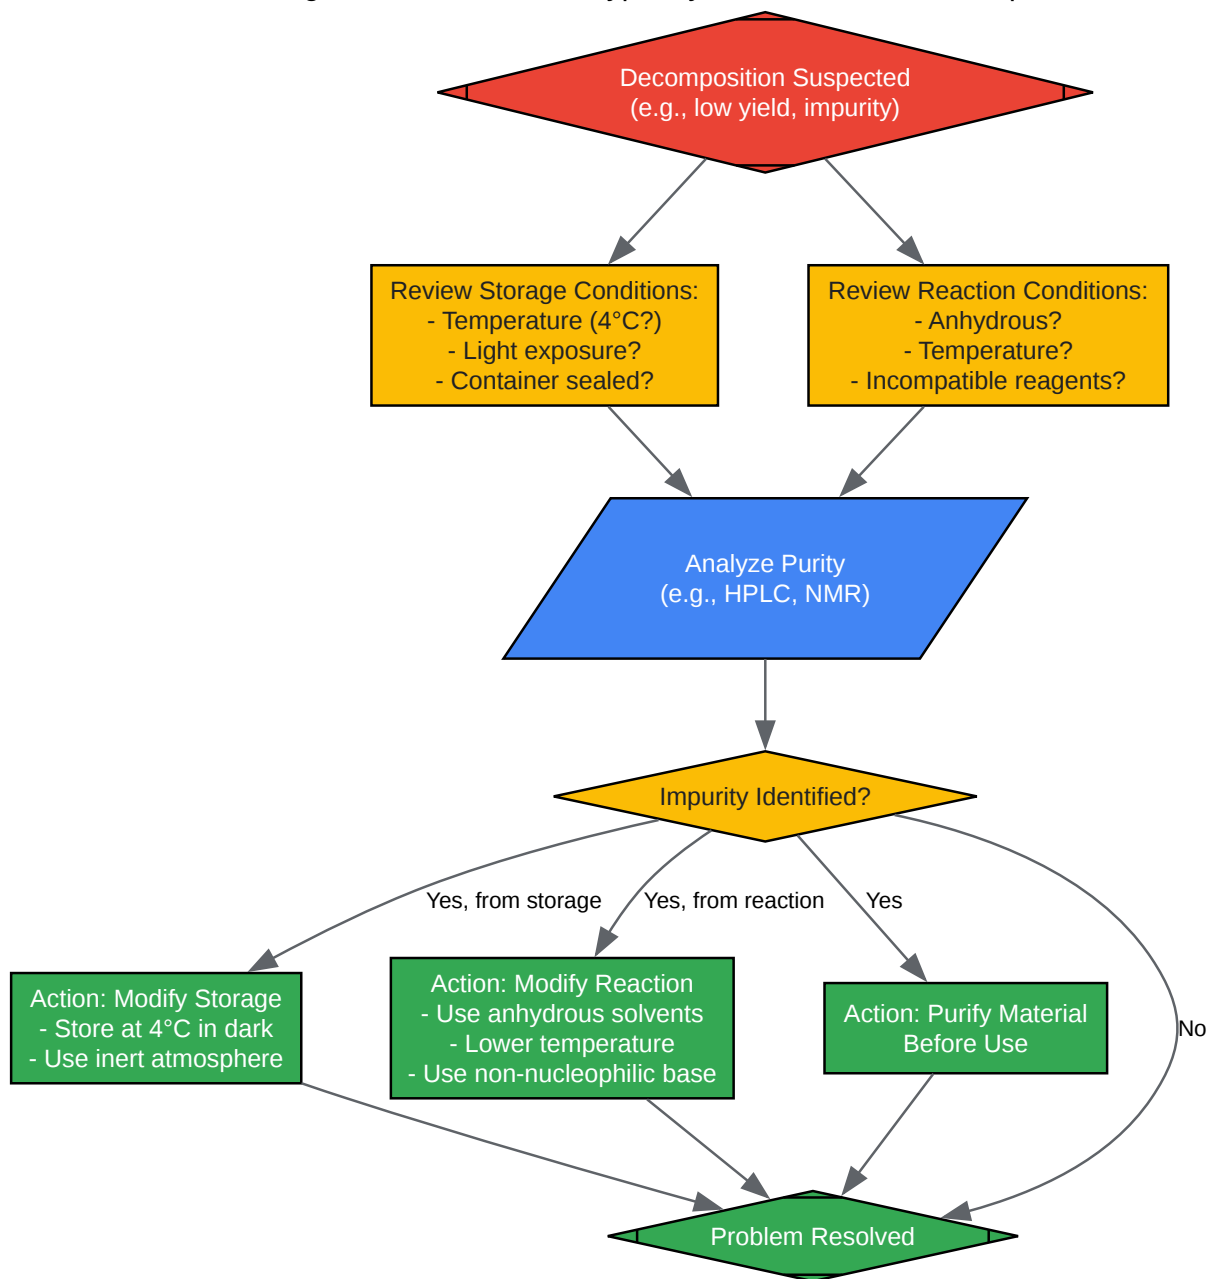 Decomposition Suspected
(e.g., low yield, impurity)
Review Storage Conditions:
- Temperature (4°C?)
- Light exposure?
- Container sealed?
Review Reaction Conditions:
- Anhydrous?
- Temperature?
- Incompatible reagents?
Analyze Purity
(e.g., HPLC, NMR)
Impurity Identified?
Yes, from storage
Yes, from reaction
Yes
No
Action: Modify Storage
- Store at 4°C in dark
- Use inert atmosphere
Action: Modify Reaction
- Use anhydrous solvents
- Lower temperature
- Use non-nucleophilic base
Action: Purify Material
Before Use
Problem Resolved